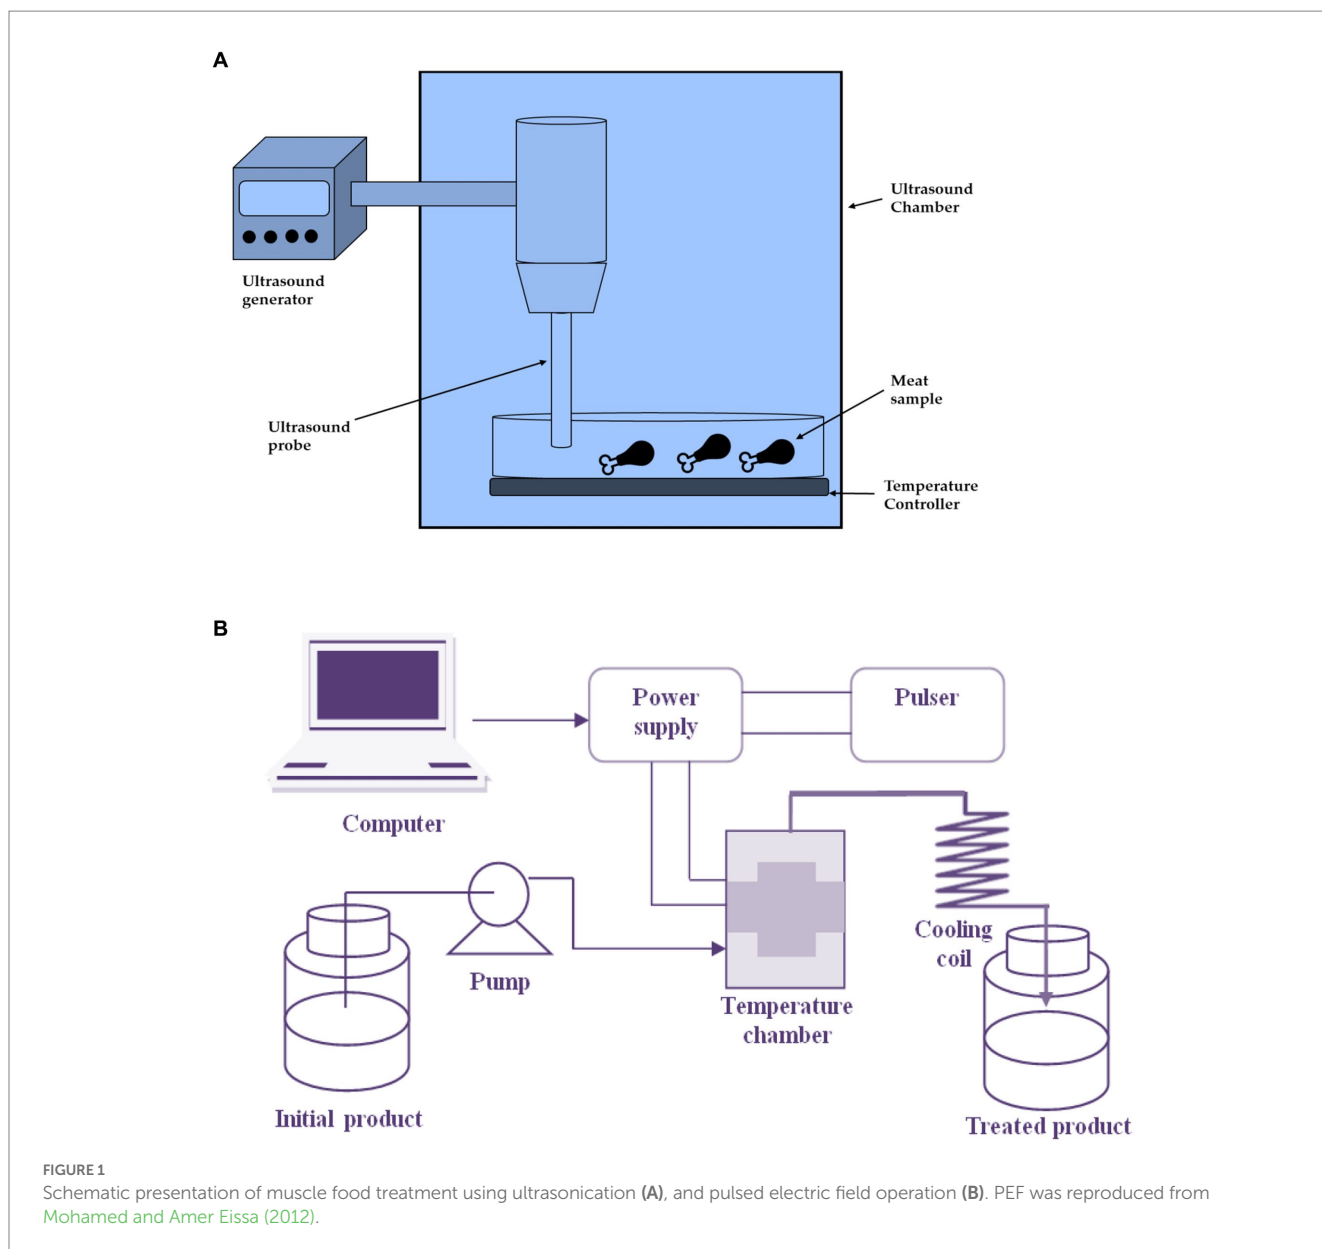 A
Ultrasound
generator
Ultrasound
Chamber
Ultrasound
probe
Meat
sample
Temperature
Controller
B
Computer
Power
supply
Pulser
Pump
Initial product
Temperature
chamber
Cooling
coil
Treated product
FIGURE 1
Schematic presentation of muscle food treatment using ultrasonication (A), and pulsed electric field operation (B). PEF was reproduced from
Mohamed and Amer Eissa (2012).